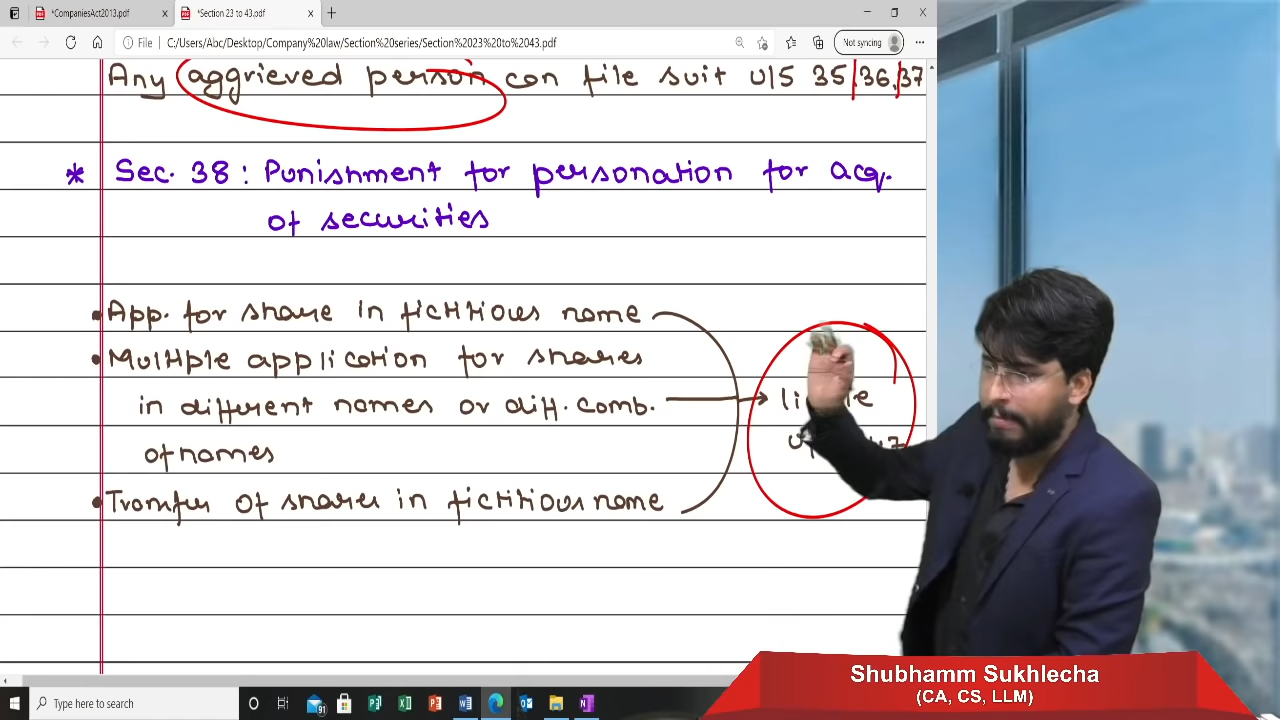 *CompaniesAct2013.pdf
*Section 23 to 43.pdf
File
C:/Users/Abc/Desktop/Company%20law/Section%20series/Section%2023%20to%2043.pdf
Not syncing
Any aggrieved person can file suit U/S 35, 36, 37
* Sec. 38 : Punishment for personation for acq.
of securities
• App. for share in fictitious name
• Multiple application for shares
in different names or diff. comb.
of names
• Transfer of shares in fictitious name
Shubhamm Sukhlecha
(CA, CS, LLM)
Type here to search
91